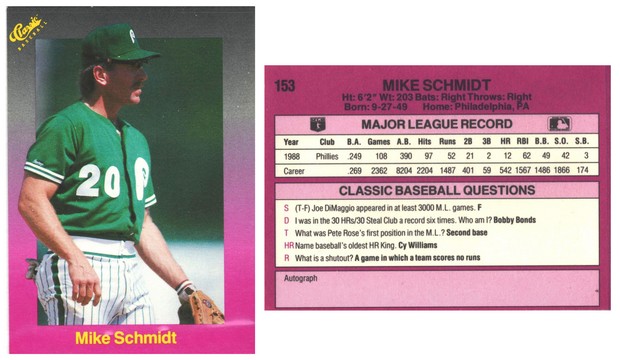 Classic
BASEBALL
20 P
Mike Schmidt
153 MIKE SCHMIDT
Ht: 6'2" Wt: 203 Bats: Right Throws: Right
Born: 9-27-49 Home: Philadelphia, PA
MAJOR LEAGUE RECORD
Year Club B.A. Games A.B. Hits Runs 2B 3B HR RBI B.B. S.O. S.B.
1988 Phillies .249 108 390 97 52 21 2 12 62 49 42 3
Career .269 2362 8204 2204 1487 401 59 542 1567 1486 1866 174
CLASSIC BASEBALL QUESTIONS
S (T-F) Joe DiMaggio appeared in at least 3000 M.L. games. F
D I was in the 30 HRs/30 Steal Club a record six times. Who am I? Bobby Bonds
T What was Pete Rose's first position in the M.L.? Second base
HR Name baseball's oldest HR King. Cy Williams
R What is a shutout? A game in which a team scores no runs
Autograph